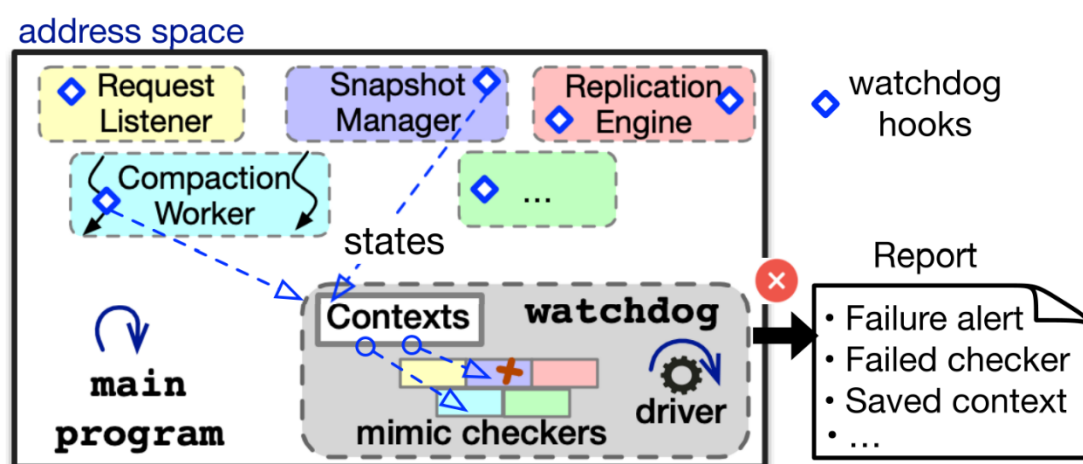 address space
Request
Listener
Snapshot
Manager
Replication
Engine
watchdog
hooks
Compaction
Worker
...
states
Contexts
watchdog
main
program
driver
mimic checkers
Report
• Failure alert
• Failed checker
• Saved context
• ...